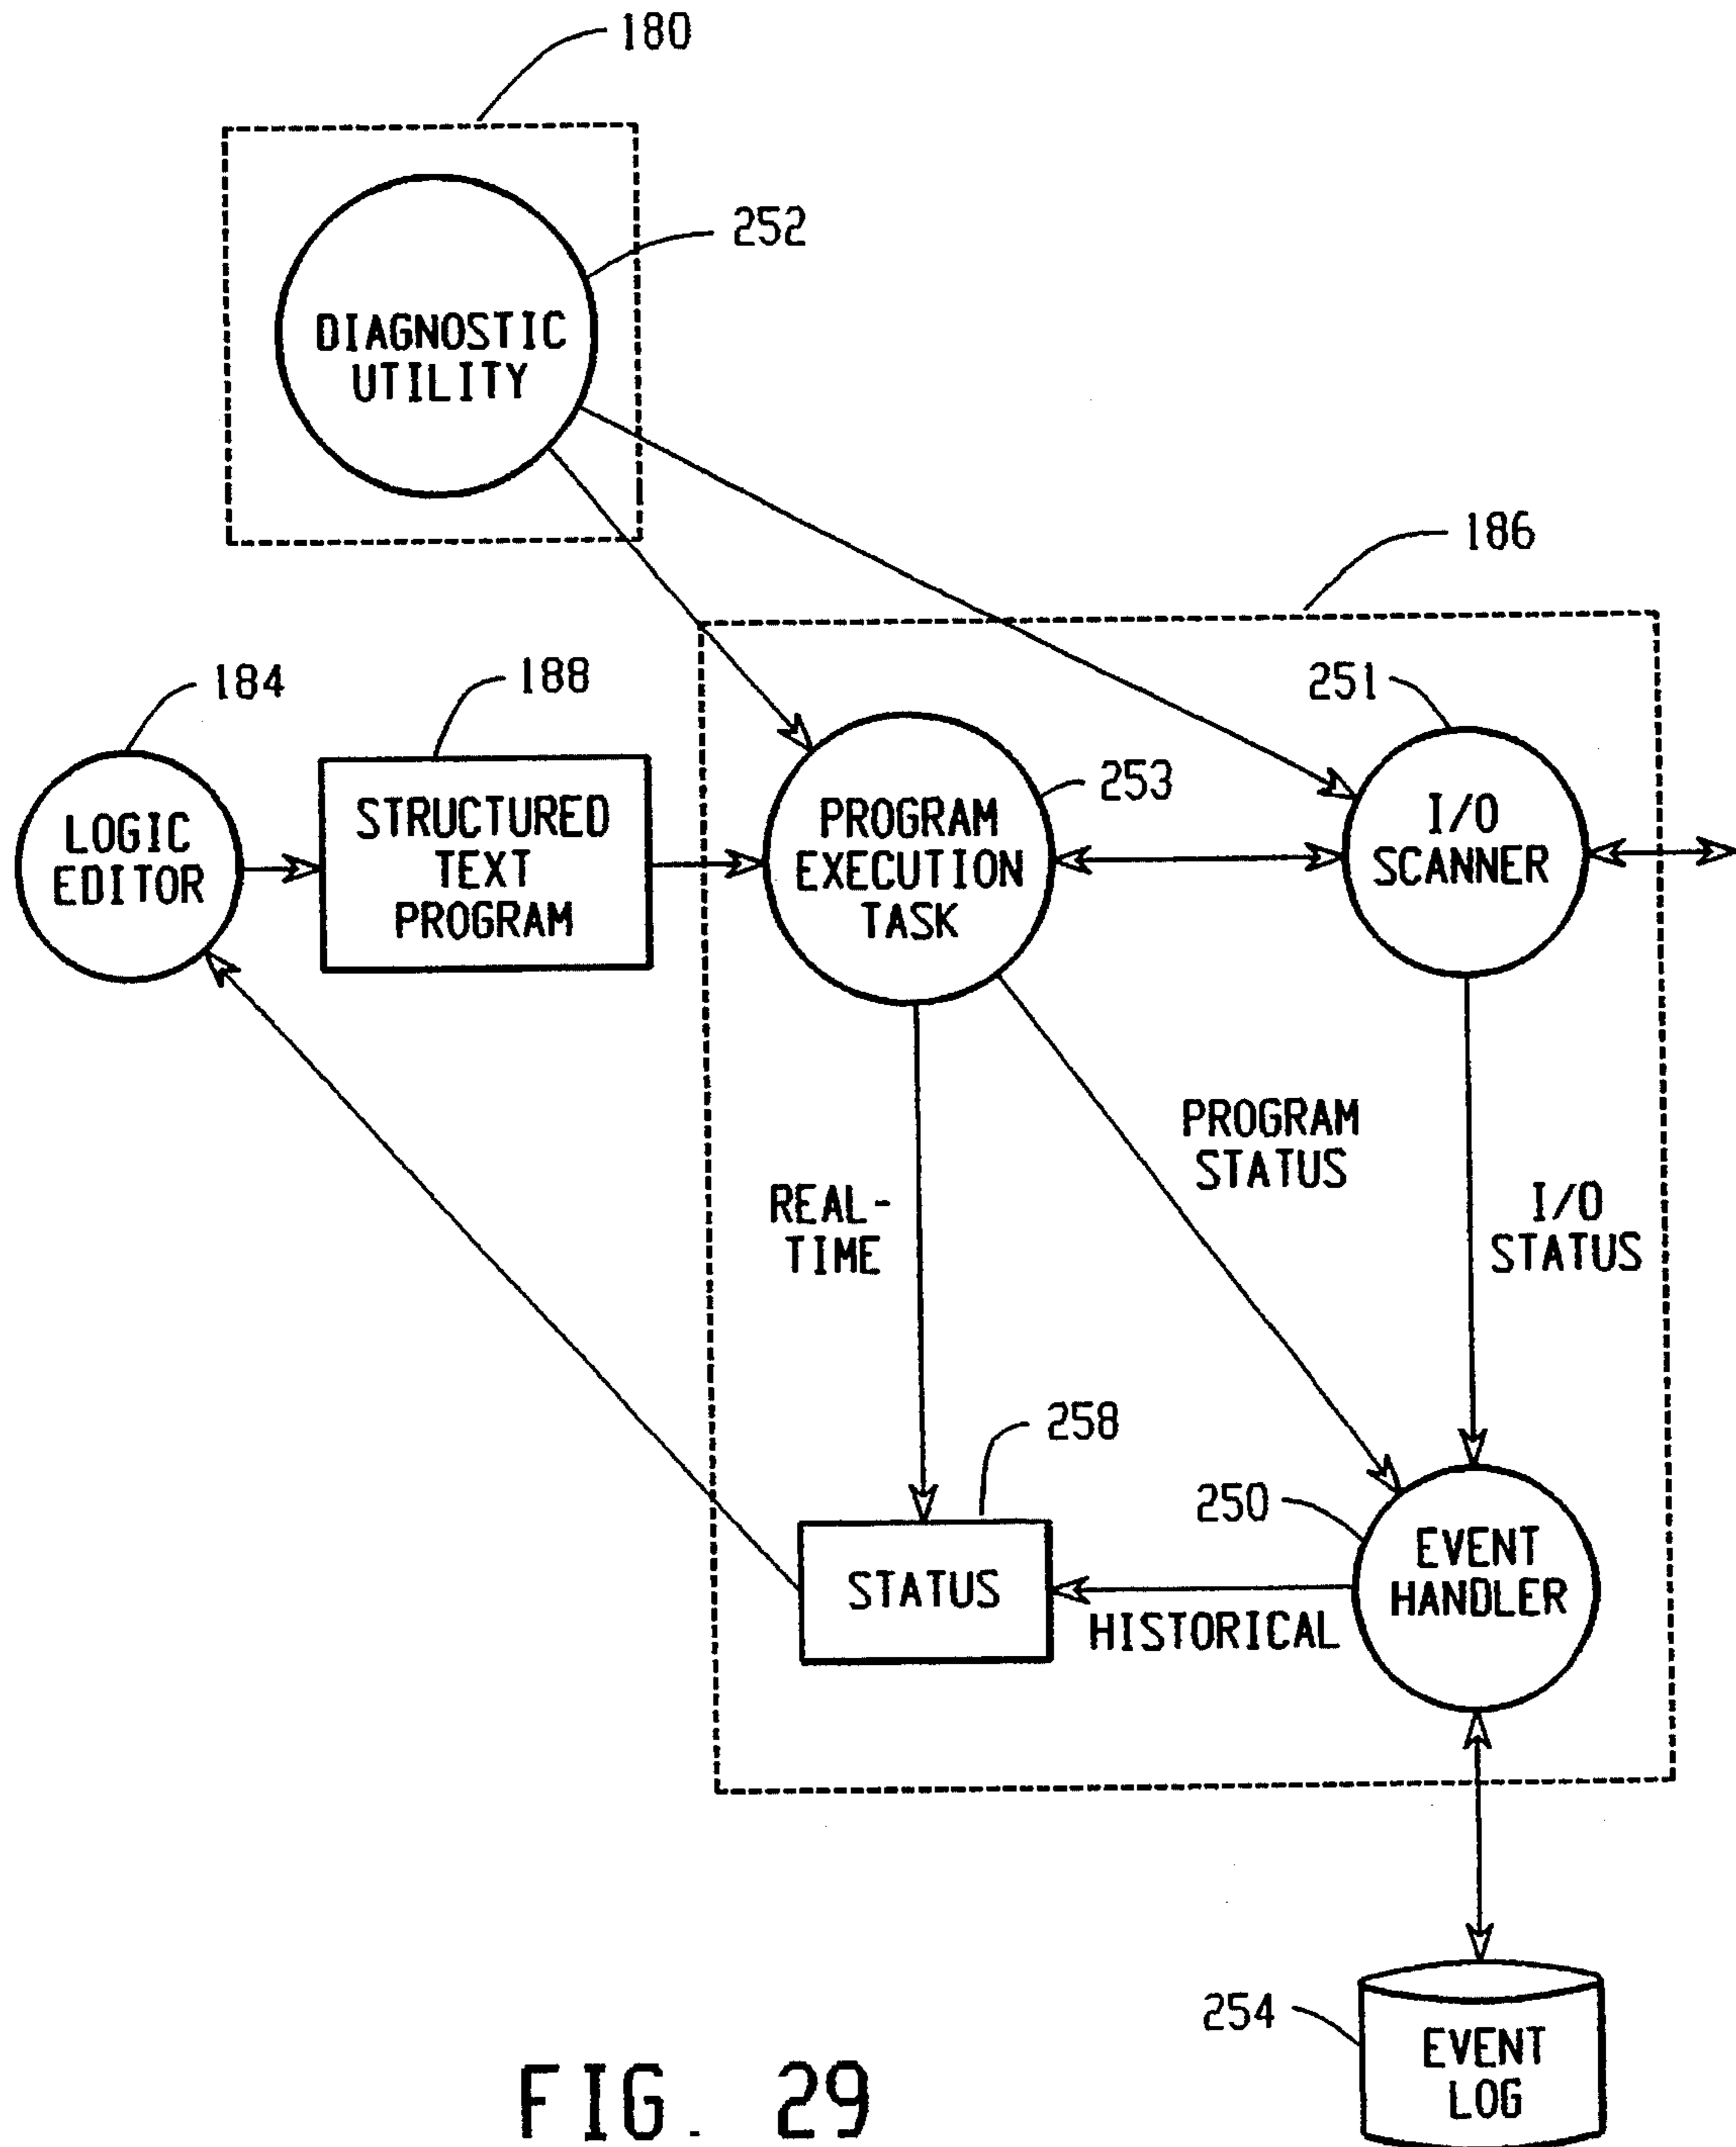 180
252
DIAGNOSTIC
UTILITY
186
184
188
251
253
LOGIC
EDITOR
STRUCTURED
TEXT
PROGRAM
PROGRAM
EXECUTION
TASK
I/O
SCANNER
PROGRAM
STATUS
REAL-
TIME
I/O
STATUS
258
250
STATUS
HISTORICAL
EVENT
HANDLER
254
EVENT
LOG
FIG. 29